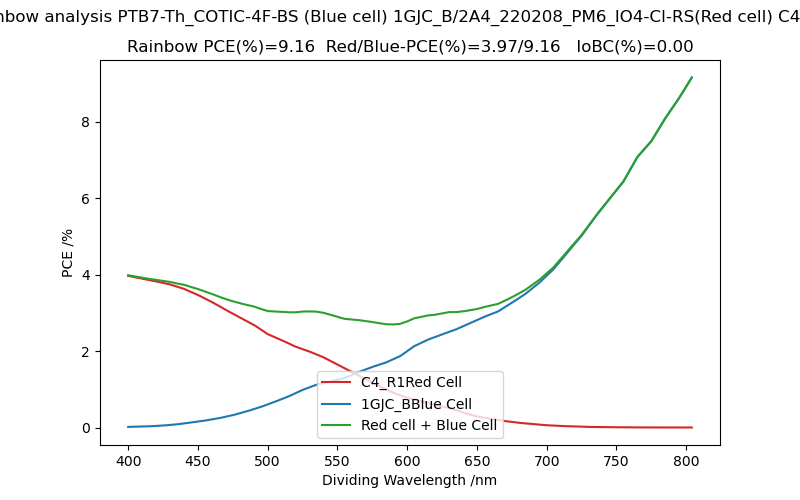 nbow analysis PTB7-Th_COTIC-4F-BS (Blue cell) 1GJC_B/2A4_220208_PM6_IO4-Cl-RS(Red cell) C4
Rainbow PCE(%)=9.16  Red/Blue-PCE(%)=3.97/9.16   IoBC(%)=0.00
PCE /%
8
6
4
2
0
C4_R1Red Cell
1GJC_BBlue Cell
Red cell + Blue Cell
400 450 500 550 600 650 700 750 800
Dividing Wavelength /nm